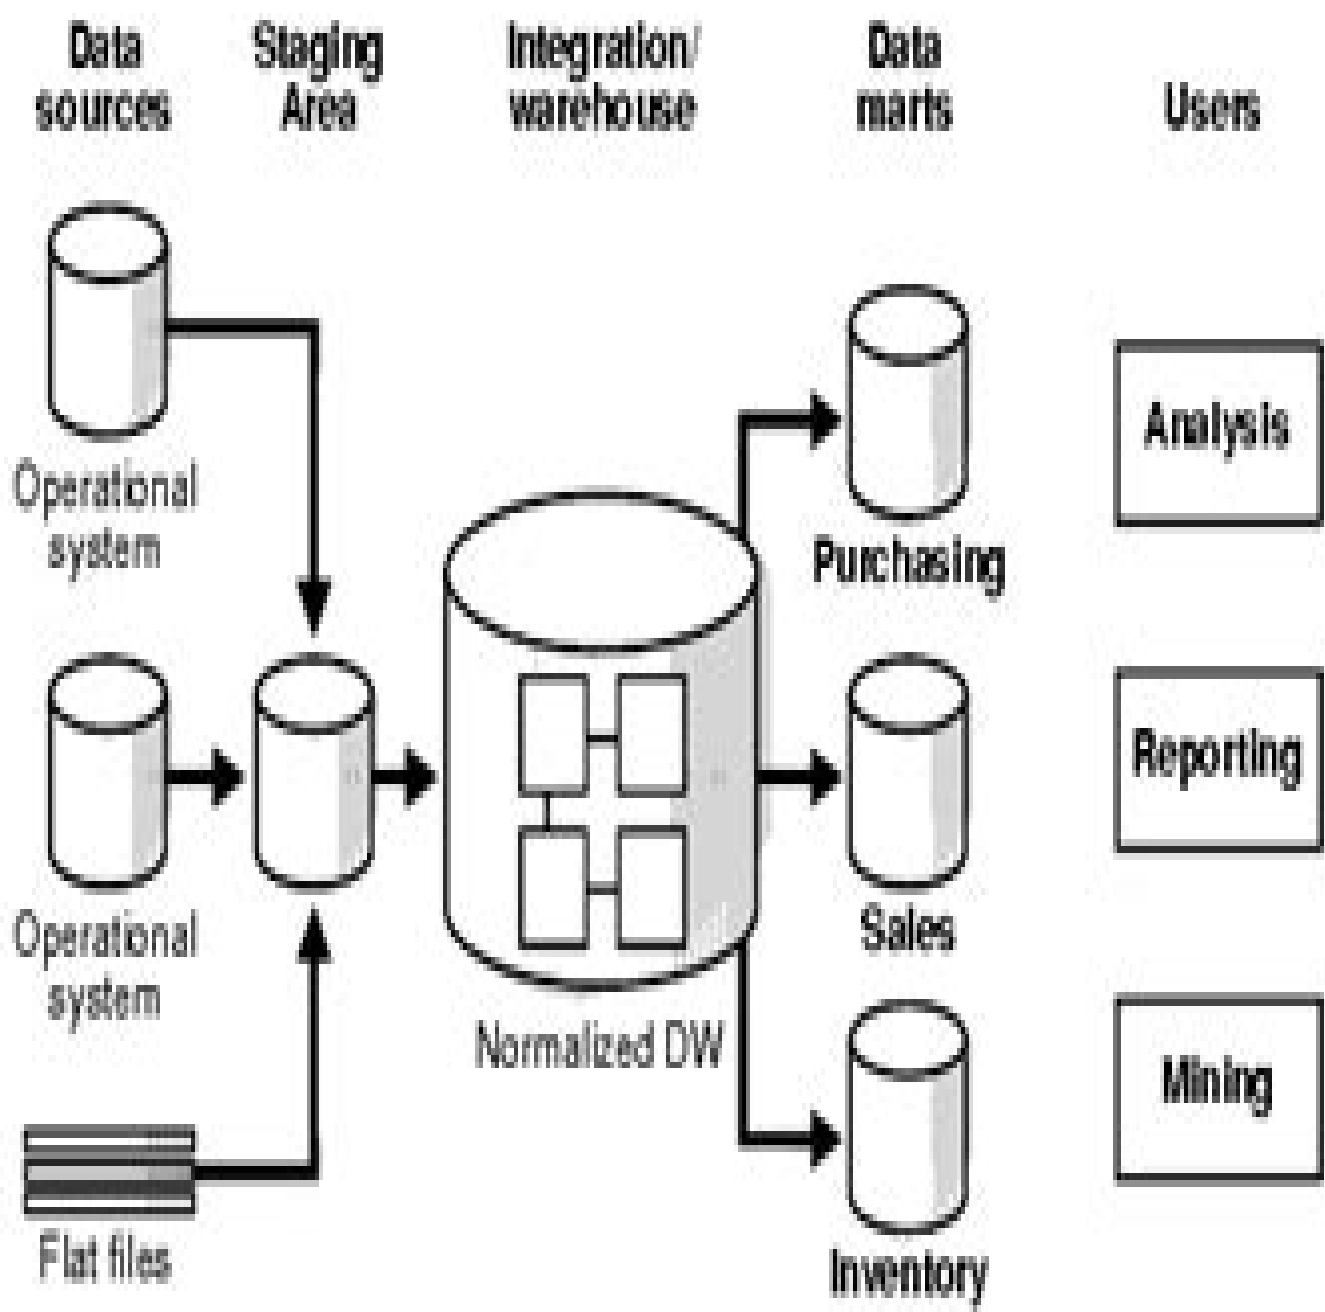 Data
sources
Staging
Area
Integration/
warehouse
Data
marts
Users
Operational
system
Purchasing
Analysis
Operational
system
Normalized DW
Sales
Reporting
Flat files
Inventory
Mining